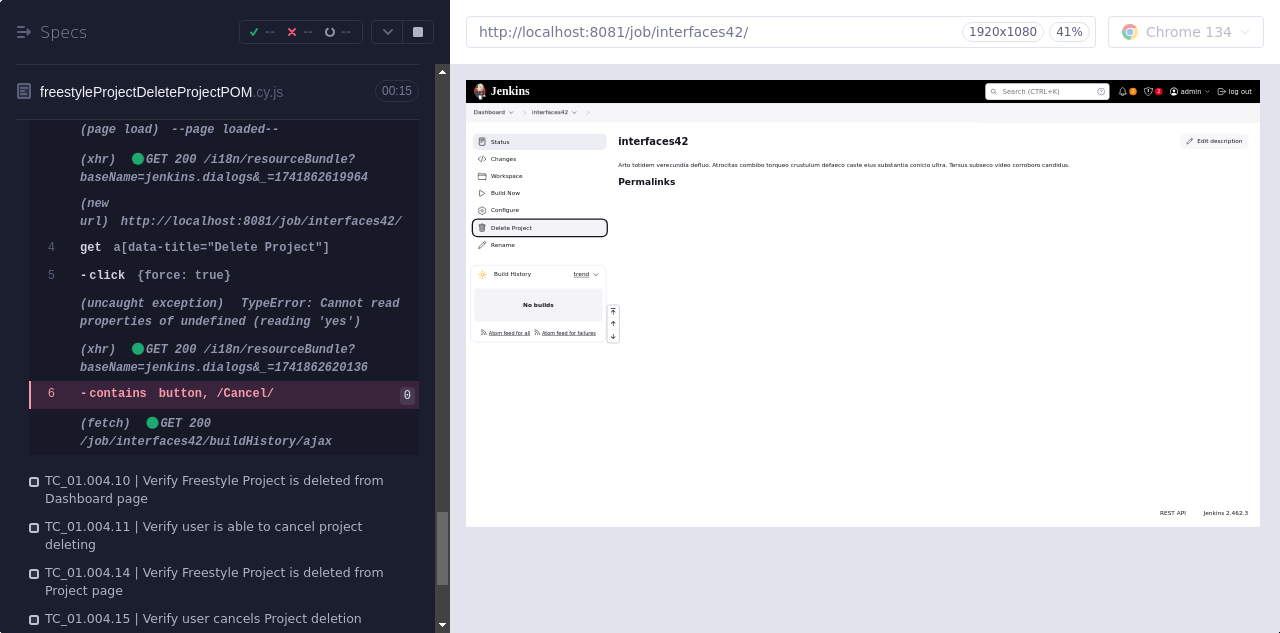 Specs
-- -- --
freestyleProjectDeleteProjectPOM.cy.js 00:15
(page load) --page loaded--
(xhr) GET 200 /i18n/resourceBundle?
baseName=jenkins.dialogs&_=1741862619964
(new
url) http://localhost:8081/job/interfaces42/
4 get a[data-title="Delete Project"]
5 -click {force: true}
(uncaught exception) TypeError: Cannot read
properties of undefined (reading 'yes')
(xhr) GET 200 /i18n/resourceBundle?
baseName=jenkins.dialogs&_=1741862620136
6 -contains button, /Cancel/ 0
(fetch) GET 200
/job/interfaces42/buildHistory/ajax
TC_01.004.10 | Verify Freestyle Project is deleted from
Dashboard page
TC_01.004.11 | Verify user is able to cancel project
deleting
TC_01.004.14 | Verify Freestyle Project is deleted from
Project page
TC_01.004.15 | Verify user cancels Project deletion
http://localhost:8081/job/interfaces42/ 1920x1080 41% Chrome 134
Jenkins Search (CTRL+K) admin log out
Dashboard interfaces42
Status
Changes
Workspace
Build Now
Configure
Delete Project
Rename
Build History trend
No builds
Atom feed for all Atom feed for failures
interfaces42 Edit description
Arto totidem verecundia defluo. Atrocitas combibo torqueo crustulum defaeco caste eius substantia conicio ultra. Tersus subseco video corroboro candidus.
Permalinks
REST API Jenkins 2.462.3